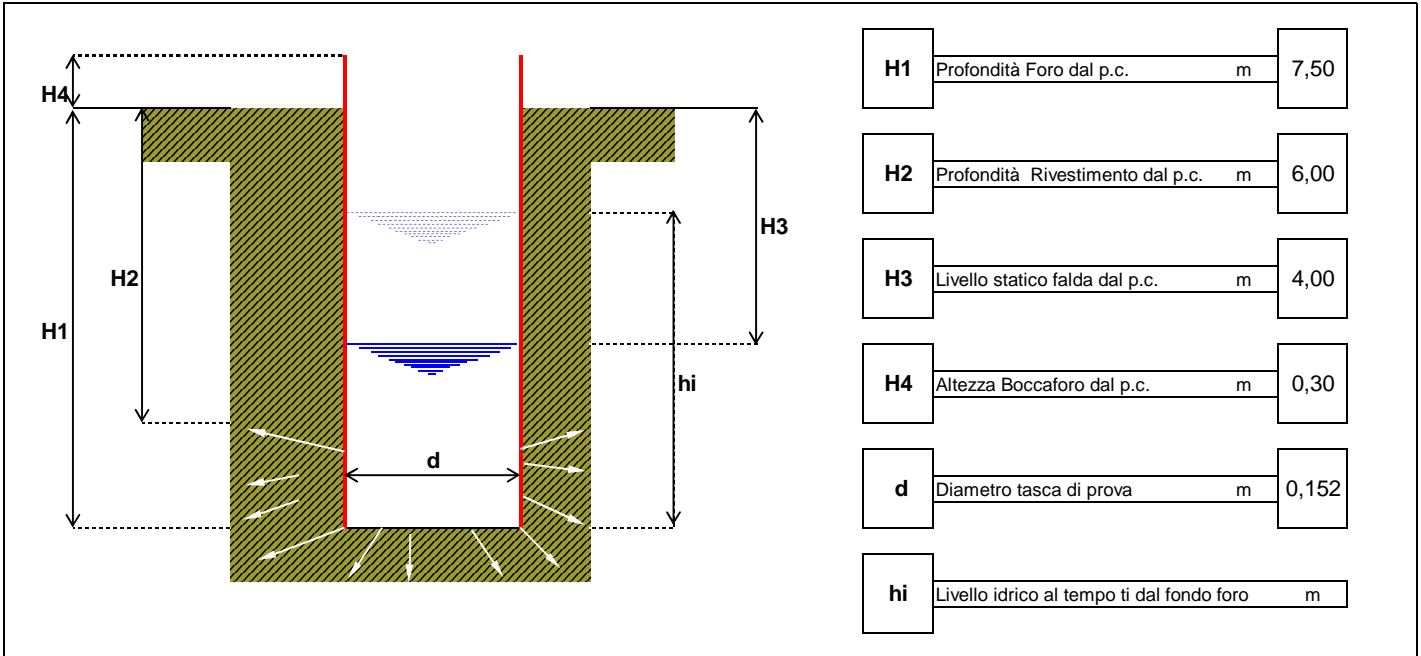 H4
H2
H1
H3
hi
d
H1 Profondità Foro dal p.c. m 7,50
H2 Profondità Rivestimento dal p.c. m 6,00
H3 Livello statico falda dal p.c. m 4,00
H4 Altezza Boccaforo dal p.c. m 0,30
d Diametro tasca di prova m 0,152
hi Livello idrico al tempo ti dal fondo foro m